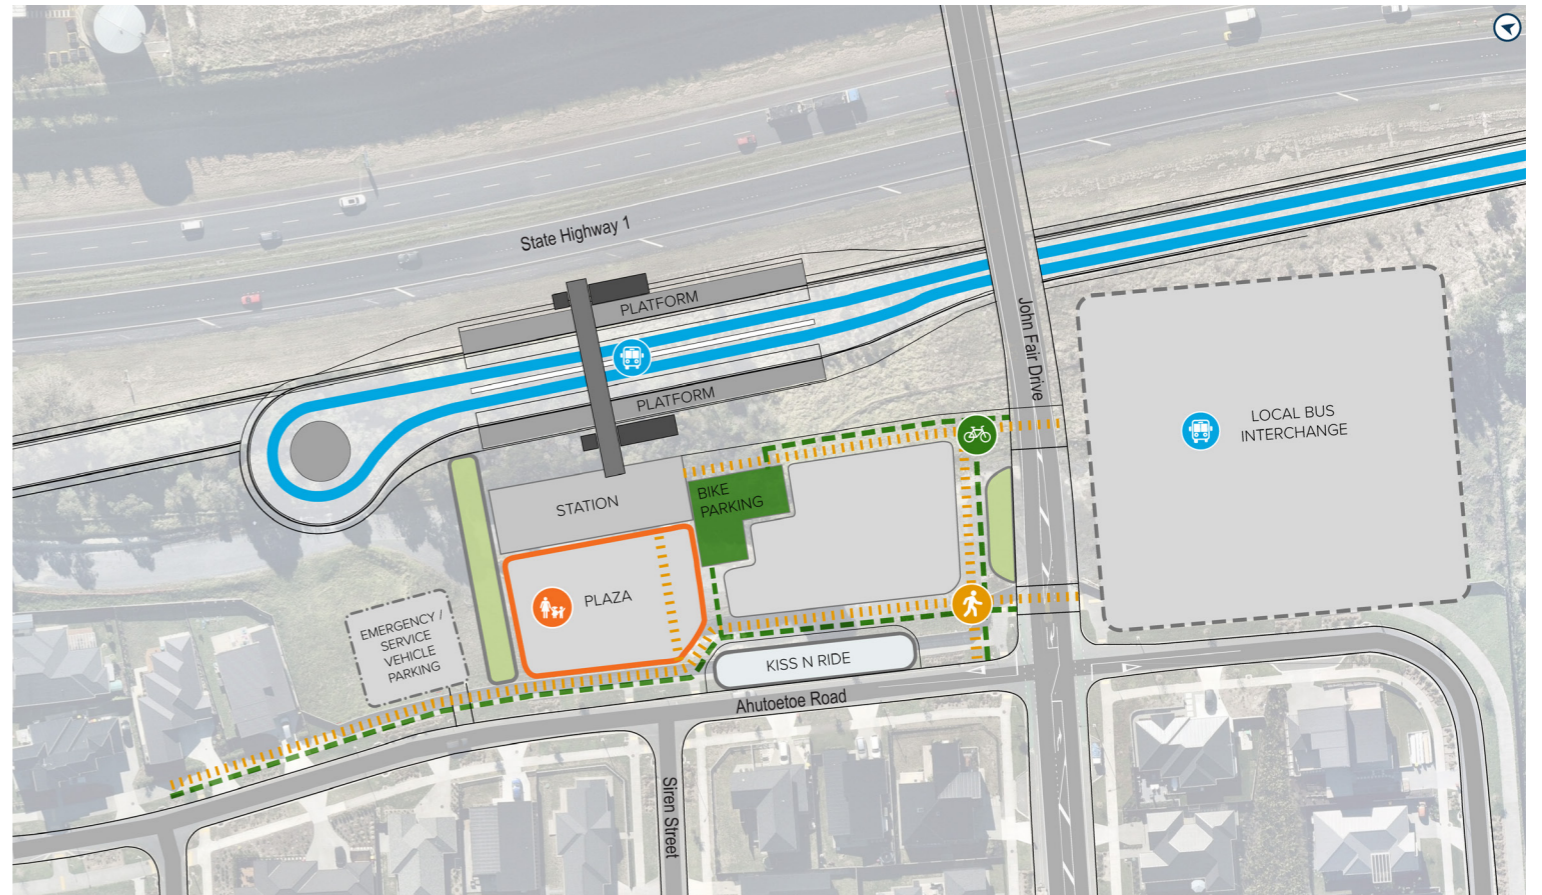 State Highway 1
PLATFORM
John Fair Drive
PLATFORM
LOCAL BUS
INTERCHANGE
STATION
BIKE
PARKING
PLAZA
EMERGENCY /
SERVICE
VEHICLE
PARKING
KISS N RIDE
Ahutoetoe Road
Siren Street